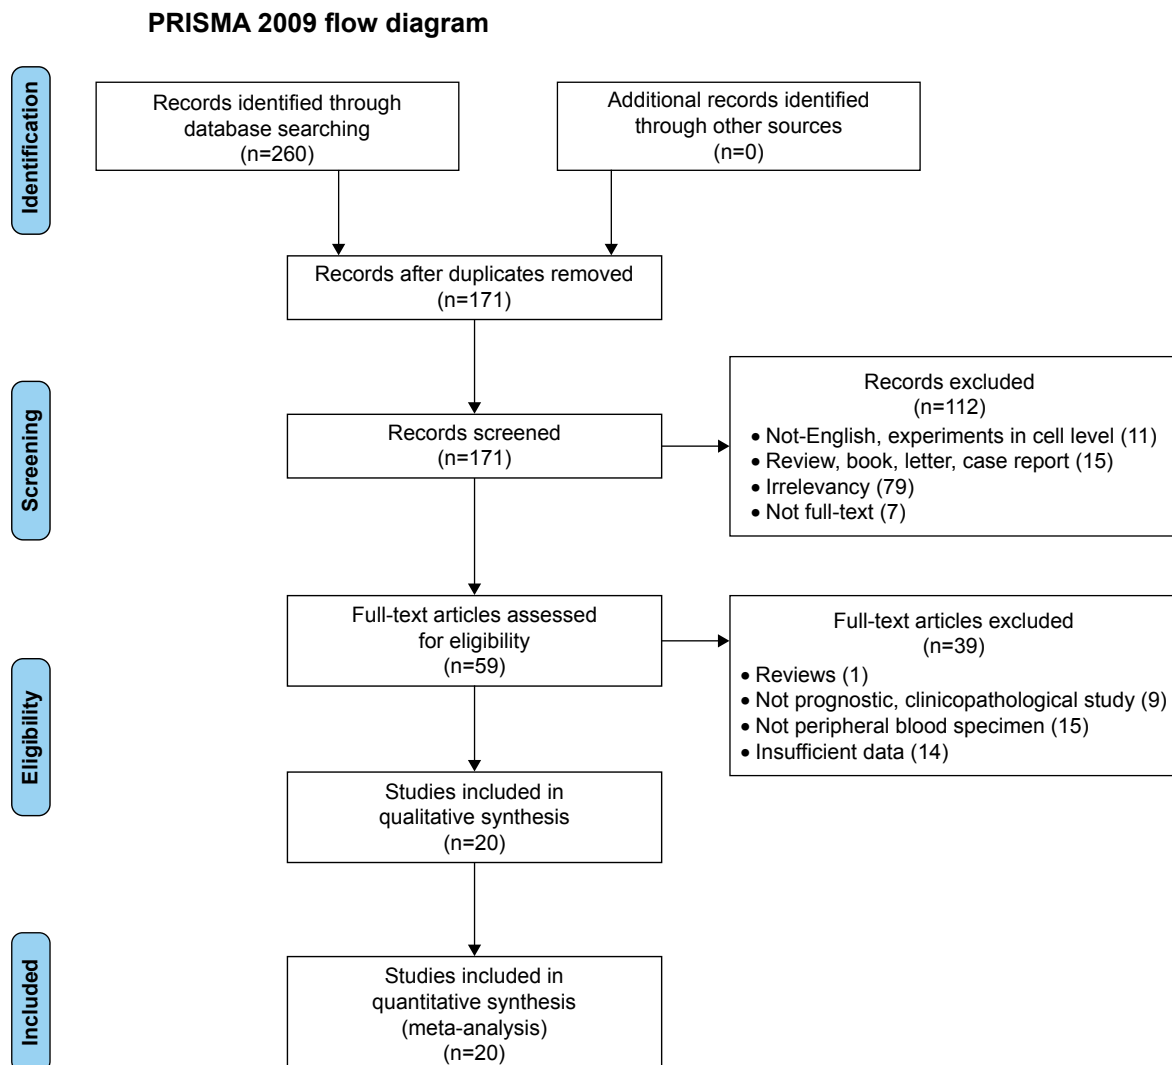 PRISMA 2009 flow diagram
Identification
Records identified through
database searching
(n=260)
Additional records identified
through other sources
(n=0)
Records after duplicates removed
(n=171)
Screening
Records screened
(n=171)
Records excluded
(n=112)
• Not-English, experiments in cell level (11)
• Review, book, letter, case report (15)
• Irrelevancy (79)
• Not full-text (7)
Eligibility
Full-text articles assessed
for eligibility
(n=59)
Full-text articles excluded
(n=39)
• Reviews (1)
• Not prognostic, clinicopathological study (9)
• Not peripheral blood specimen (15)
• Insufficient data (14)
Studies included in
qualitative synthesis
(n=20)
Included
Studies included in
quantitative synthesis
(meta-analysis)
(n=20)